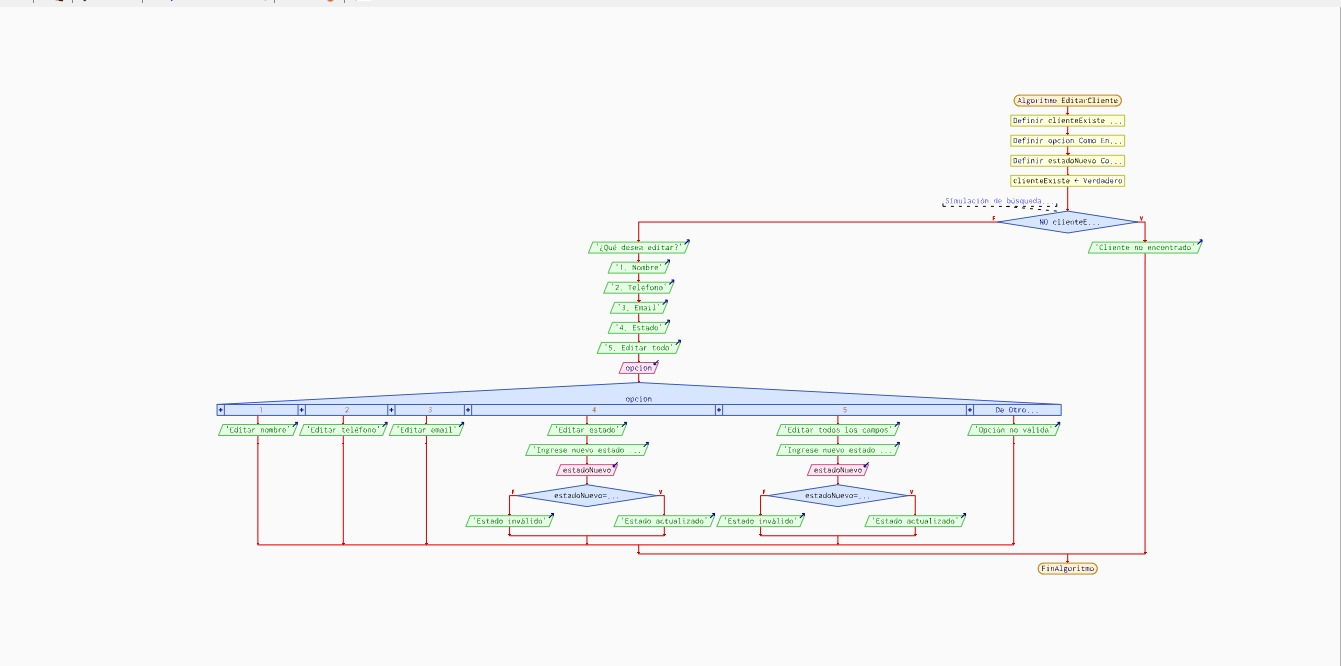 Algoritmo EditarCliente
Definir clienteExiste ...
Definir opcion Como En...
Definir estadoNuevo Co...
clienteExiste ← Verdadero
Simulación de búsqueda...
NO clienteE...
F
V
'¿Qué desea editar?'
'Cliente no encontrado'
'1. Nombre'
'2. Teléfono'
'3. Email'
'4. Estado'
'5. Editar todo'
opcion
opcion
1
2
3
4
5
De Otro...
'Editar nombre'
'Editar teléfono'
'Editar email'
'Editar estado'
'Editar todos los campos'
'Opción no válida'
'Ingrese nuevo estado ...
'Ingrese nuevo estado ...
estadoNuevo
estadoNuevo
F
estadoNuevo=...
V
F
estadoNuevo=...
V
'Estado inválido'
'Estado actualizado'
'Estado inválido'
'Estado actualizado'
FinAlgoritmo